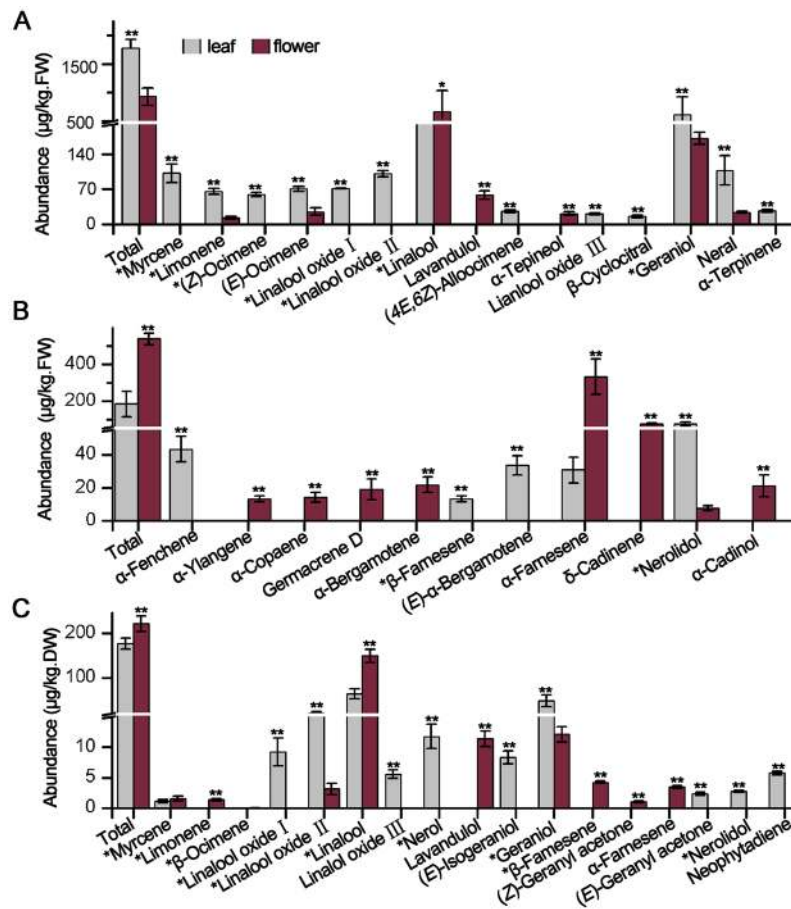 A
leaf
flower
Abundance (μg/kg.FW)
1500
500
140
70
0
** ** ** ** ** ** ** * ** ** ** ** ** ** ** **
Total
*Myrcene
*Limonene
*(Z)-Ocimene
(E)-Ocimene
*Linalool oxide I
*Linalool oxide II
*Linalool
Lavandulol
(4E,6Z)-Alloocimene
α-Tepineol
Lianlool oxide III
β-Cyclocitral
*Geraniol
Neral
α-Terpinene
B
Abundance (μg/kg.FW)
400
200
40
20
0
** ** ** ** ** ** ** ** ** ** ** **
Total
α-Fenchene
α-Ylangene
α-Copaene
Germacrene D
α-Bergamotene
*β-Farnesene
(E)-α-Bergamotene
α-Farnesene
δ-Cadinene
*Nerolidol
α-Cadinol
C
Abundance (μg/kg.DW)
200
100
10
5
0
** ** ** ** ** ** ** ** ** ** ** ** ** ** ** **
Total
*Myrcene
*Limonene
*β-Ocimene
*Linalool oxide I
*Linalool oxide II
*Linalool
Linalol oxide III
*Nerol
Lavandulol
(E)-Isogeraniol
*Geraniol
*β-Farnesene
(Z)-Geranyl acetone
α-Farnesene
(E)-Geranyl acetone
*Nerolidol
Neophytadiene